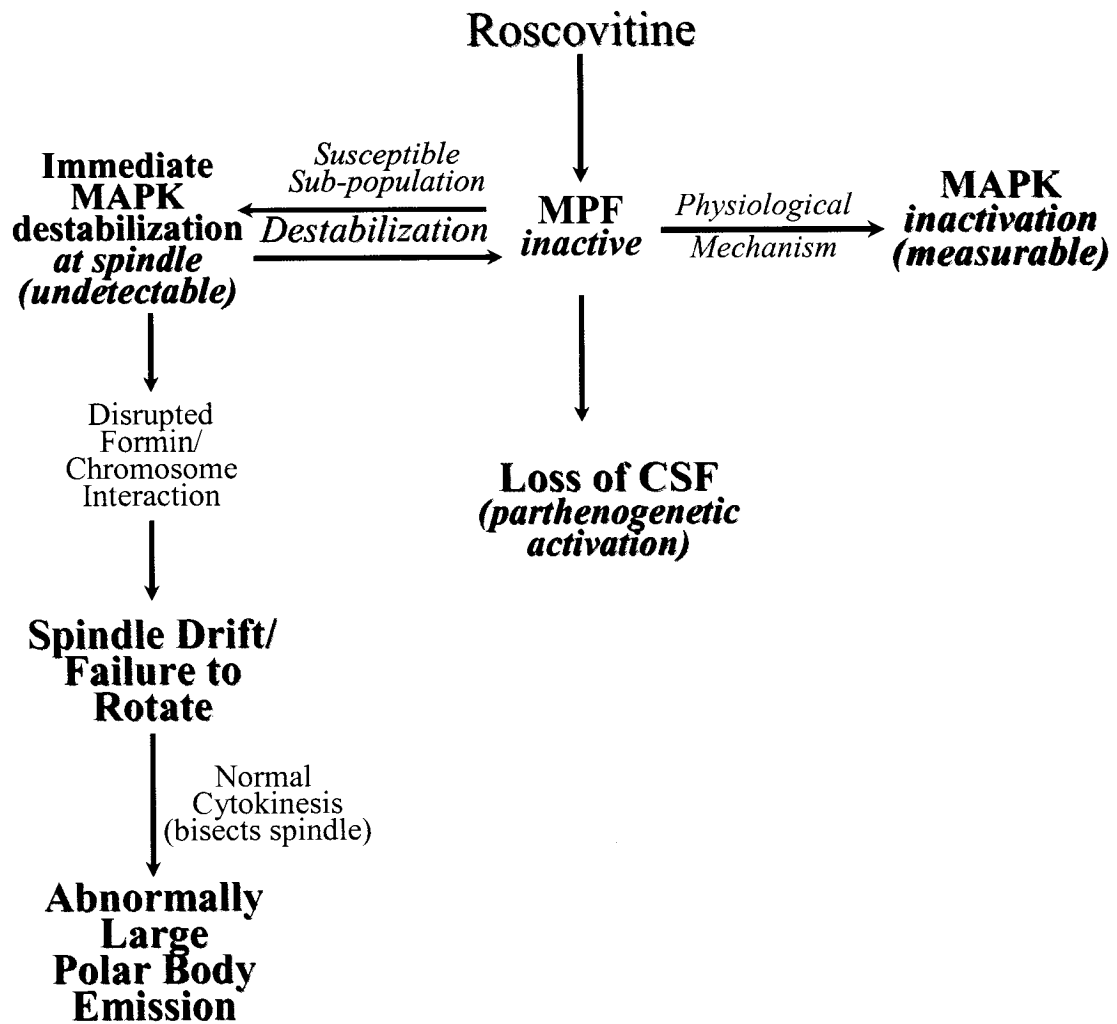 Roscovitine
Immediate
MAPK
destabilization
at spindle
(undetectable)
Susceptible
Sub-population
Destabilization
MPF
inactive
Physiological
Mechanism
MAPK
inactivation
(measurable)
Disrupted
Formin/
Chromosome
Interaction
Loss of CSF
(parthenogenetic
activation)
Spindle Drift/
Failure to
Rotate
Normal
Cytokinesis
(bisects spindle)
Abnormally
Large
Polar Body
Emission